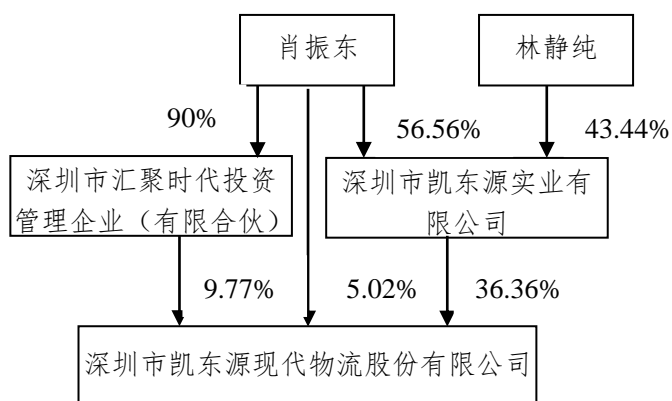 肖振东
林静纯
90%
56.56%
43.44%
深圳市汇聚时代投资
管理企业（有限合伙）
深圳市凯东源实业有
限公司
9.77%
5.02%
36.36%
深圳市凯东源现代物流股份有限公司